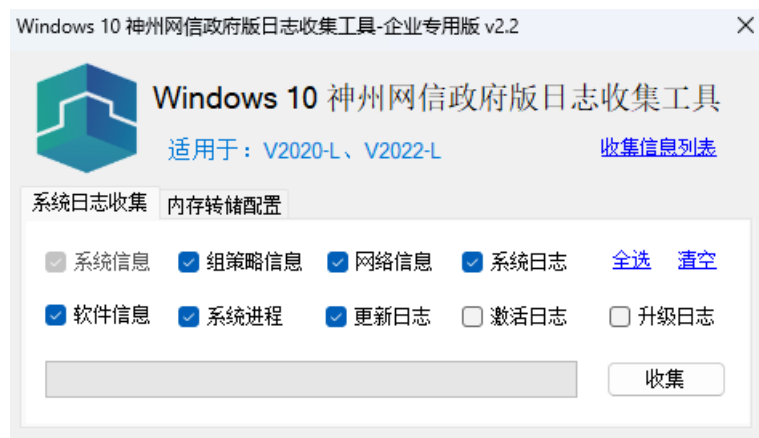 Windows 10 神州网信政府版日志收集工具-企业专用版 v2.2
Windows 10 神州网信政府版日志收集工具
适用于：V2020-L、V2022-L 收集信息列表
系统日志收集 内存转储配置
系统信息 组策略信息 网络信息 系统日志 全选 清空
软件信息 系统进程 更新日志 激活日志 升级日志
收集